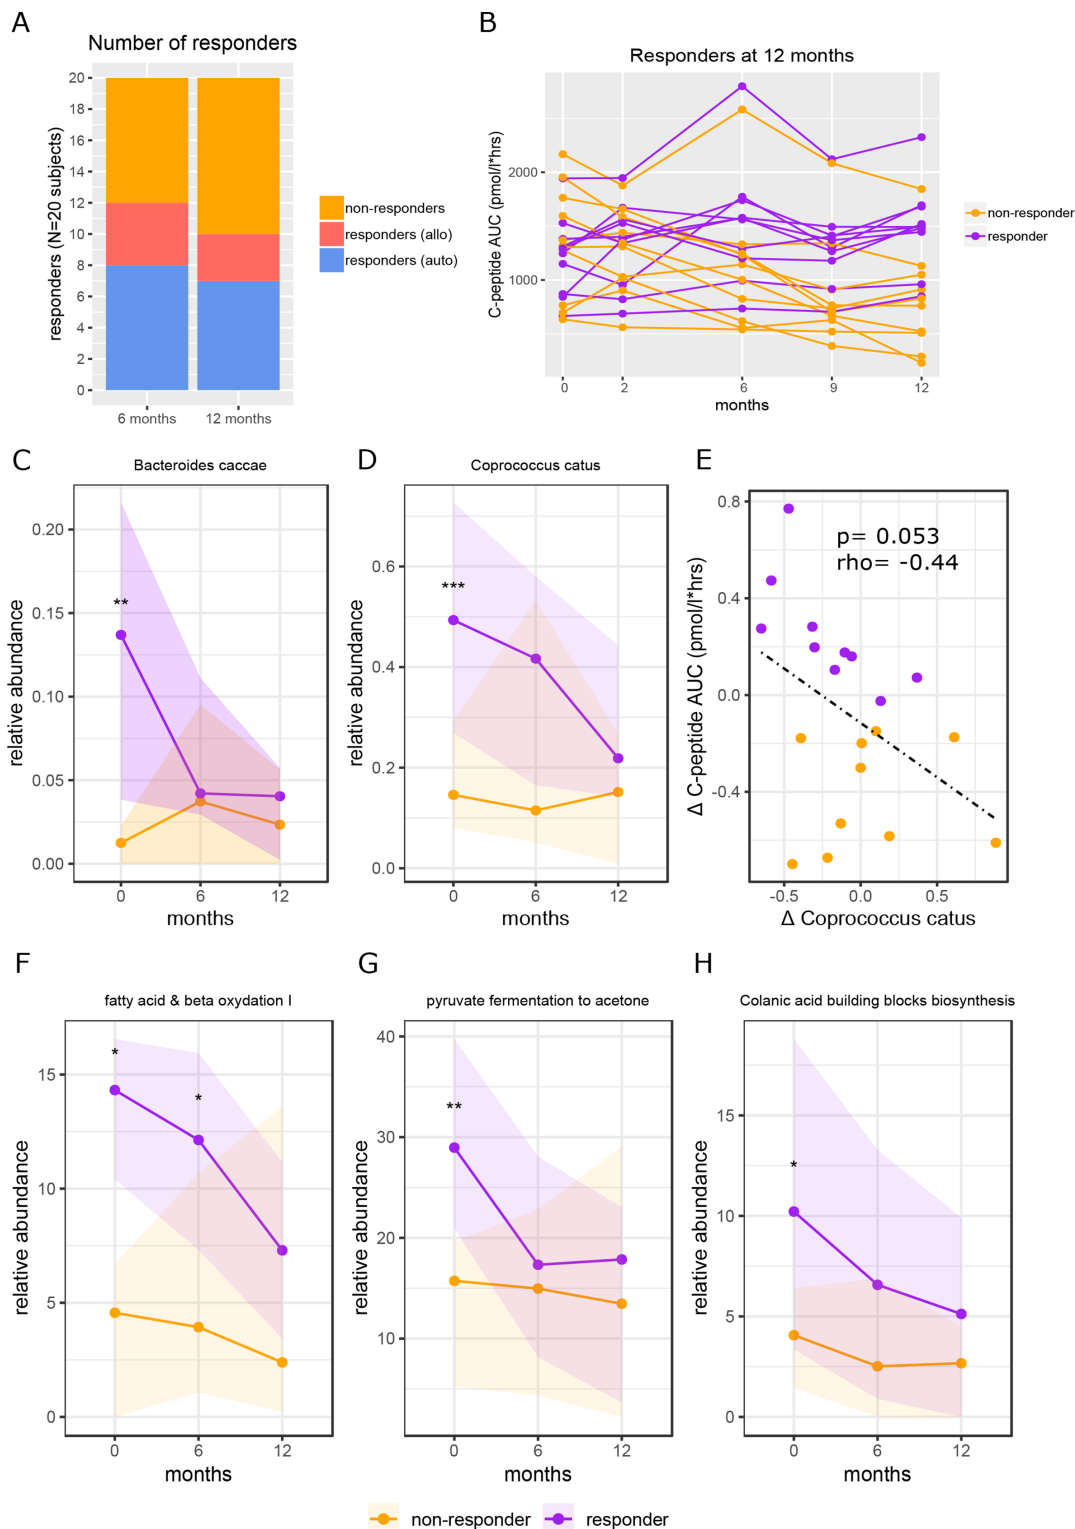 A
Number of responders
responders (N=20 subjects)
20
18
16
14
12
10
8
6
4
2
0
6 months
12 months
non-responders
responders (allo)
responders (auto)
B
Responders at 12 months
C-peptide AUC (pmol/l*hrs)
2000
1000
0
2
6
9
12
months
non-responder
responder
C
Bacteroides caccae
relative abundance
0.20
0.15
0.10
0.05
0.00
**
0
6
12
months
D
Coprococcus catus
relative abundance
0.6
0.4
0.2
0.0
***
0
6
12
months
E
Δ C-peptide AUC (pmol/l*hrs)
0.8
0.4
0.0
-0.4
p= 0.053
rho= -0.44
-0.5
0.0
0.5
Δ Coprococcus catus
F
fatty acid & beta oxydation I
relative abundance
15
10
5
0
*
*
0
6
12
months
G
pyruvate fermentation to acetone
relative abundance
40
30
20
10
**
0
6
12
months
H
Colanic acid building blocks biosynthesis
relative abundance
15
10
5
0
*
0
6
12
months
non-responder
responder